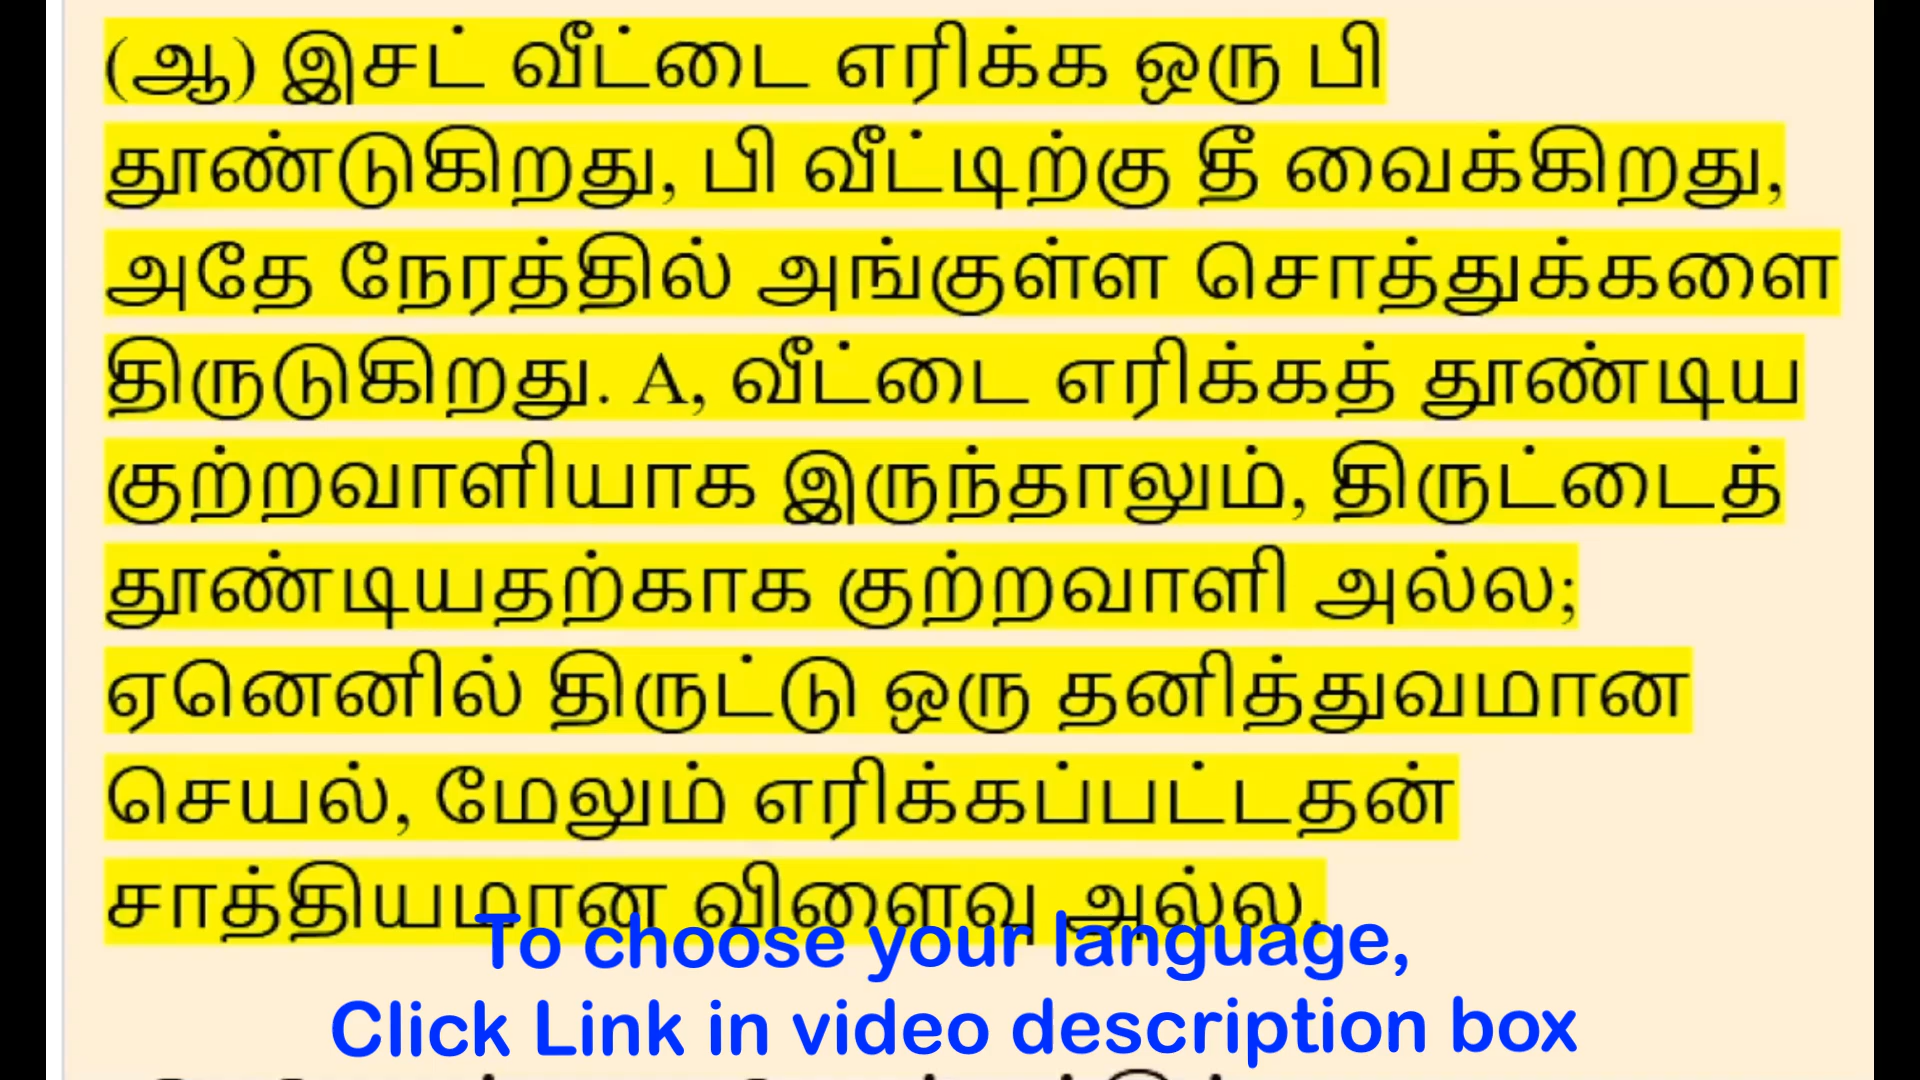 (ஆ) இசட் வீட்டை எரிக்க ஒரு பி
தூண்டுகிறது, பி வீட்டிற்கு தீ வைக்கிறது,
அதே நேரத்தில் அங்குள்ள சொத்துக்களை
திருடுகிறது. A, வீட்டை எரிக்கத் தூண்டிய
குற்றவாளியாக இருந்தாலும், திருட்டைத்
தூண்டியதற்காக குற்றவாளி அல்ல;
ஏனெனில் திருட்டு ஒரு தனித்துவமான
செயல், மேலும் எரிக்கப்பட்டதன்
சாத்தியமான விளைவு அல்ல.
To choose your language,
Click Link in video description box